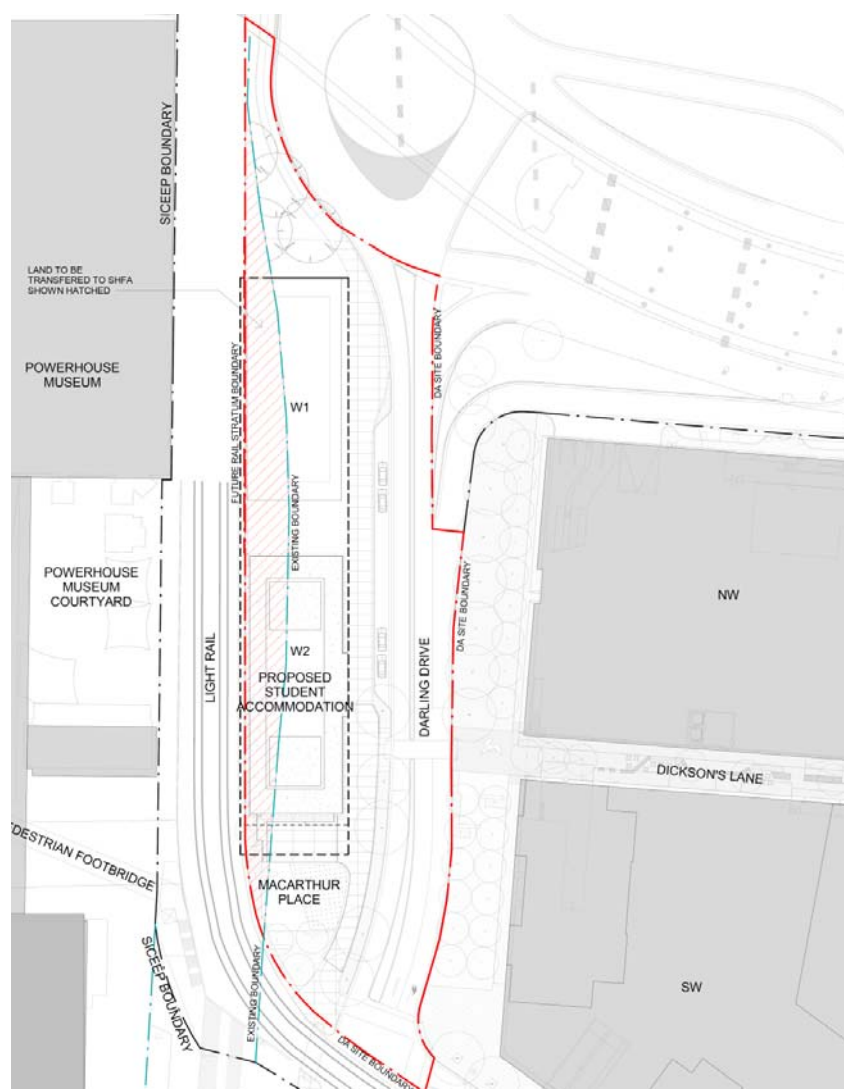 SICEEP BOUNDARY
LAND TO BE
TRANSFERED TO SHFA
SHOWN HATCHED
POWERHOUSE
MUSEUM
FUTURE RAIL STRATUM BOUNDARY
W1
DA SITE BOUNDARY
EXISTING BOUNDARY
POWERHOUSE
MUSEUM
COURTYARD
LIGHT RAIL
W2
PROPOSED
STUDENT
ACCOMMODATION
DARLING DRIVE
DA SITE BOUNDARY
NW
DICKSON'S LANE
DESTRIAN FOOTBRIDGE
MACARTHUR
PLACE
SICEEP BOUNDARY
EXISTING BOUNDARY
DA SITE BOUNDARY
SW